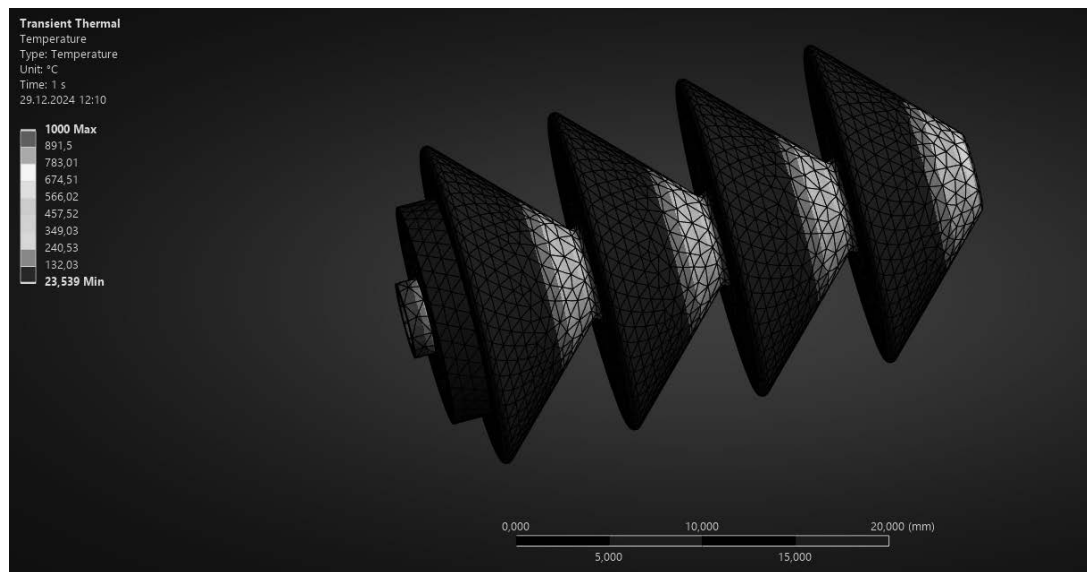 Transient Thermal
Temperature
Type: Temperature
Unit: °C
Time: 1 s
29.12.2024 12:10
1000 Max
891,5
783,01
674,51
566,02
457,52
349,03
240,53
132,03
23,539 Min
0,000 10,000 20,000 (mm)
5,000 15,000